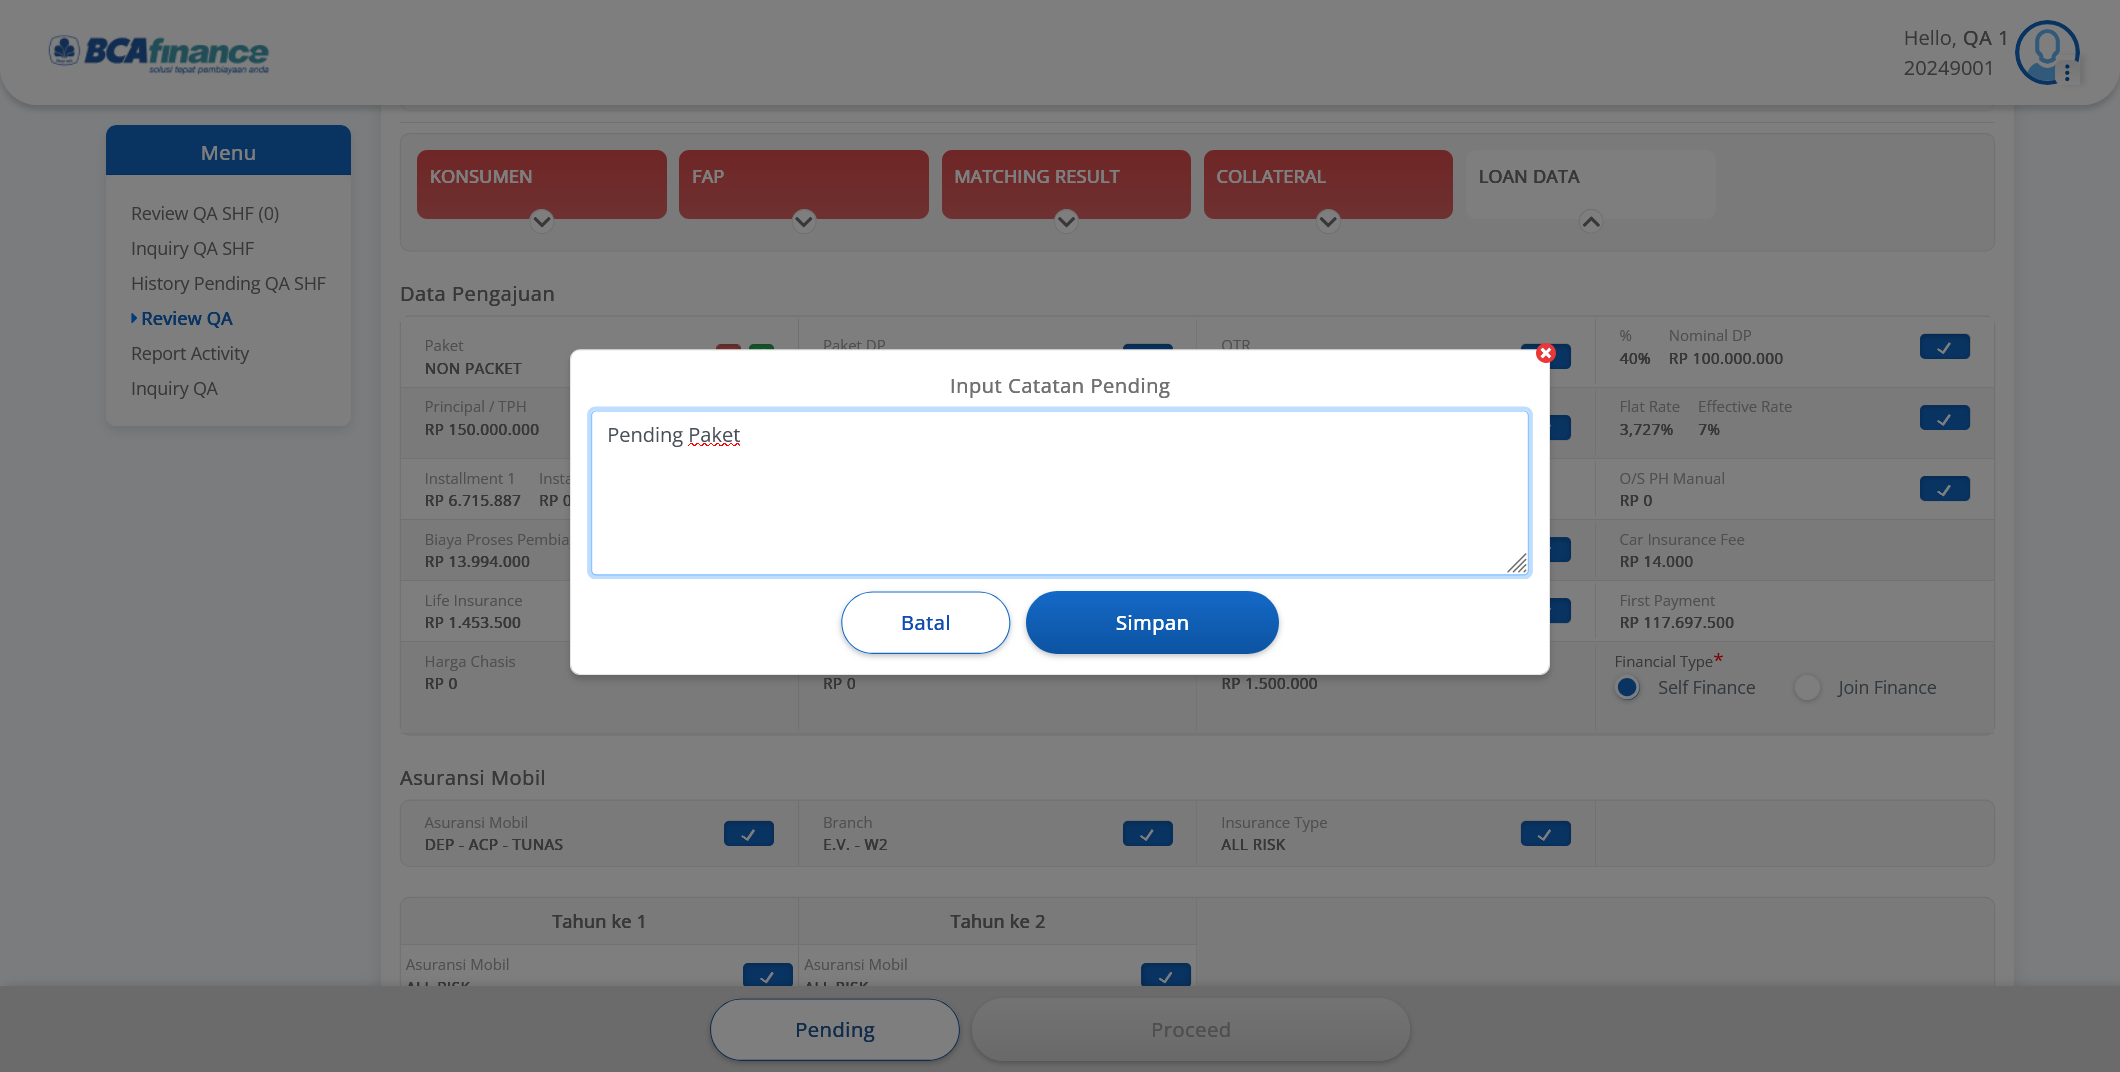 BCAfinance
solusi tepat pembiayaan anda
Hello, QA 1
20249001
Menu
Review QA SHF (0)
Inquiry QA SHF
History Pending QA SHF
Review QA
Report Activity
Inquiry QA
KONSUMEN
FAP
MATCHING RESULT
COLLATERAL
LOAN DATA
Data Pengajuan
Paket
NON PACKET
Paket DP
OTR
% Nominal DP
40% RP 100.000.000
Principal / TPH
RP 150.000.000
Flat Rate Effective Rate
3,727% 7%
Installment 1 Insta
RP 6.715.887 RP 0
O/S PH Manual
RP 0
Biaya Proses Pembia
RP 13.994.000
Car Insurance Fee
RP 14.000
Life Insurance
RP 1.453.500
First Payment
RP 117.697.500
Harga Chasis
RP 0
RP 0
RP 1.500.000
Financial Type*
Self Finance
Join Finance
Input Catatan Pending
Pending Paket
Batal
Simpan
Asuransi Mobil
Asuransi Mobil
DEP - ACP - TUNAS
Branch
E.V. - W2
Insurance Type
ALL RISK
Tahun ke 1
Tahun ke 2
Asuransi Mobil
ALL RISK
Asuransi Mobil
ALL RISK
Pending
Proceed